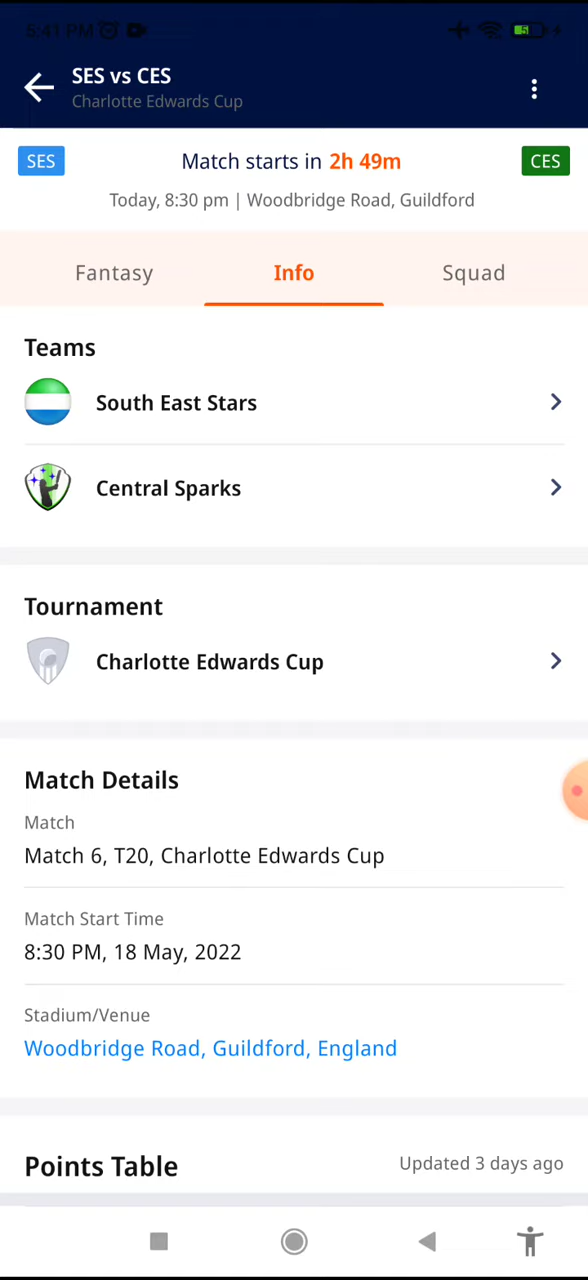 5:41 PM
SES vs CES
Charlotte Edwards Cup
SES
Match starts in 2h 49m
CES
Today, 8:30 pm | Woodbridge Road, Guildford
Fantasy
Info
Squad
Teams
South East Stars
Central Sparks
Tournament
Charlotte Edwards Cup
Match Details
Match
Match 6, T20, Charlotte Edwards Cup
Match Start Time
8:30 PM, 18 May, 2022
Stadium/Venue
Woodbridge Road, Guildford, England
Points Table
Updated 3 days ago